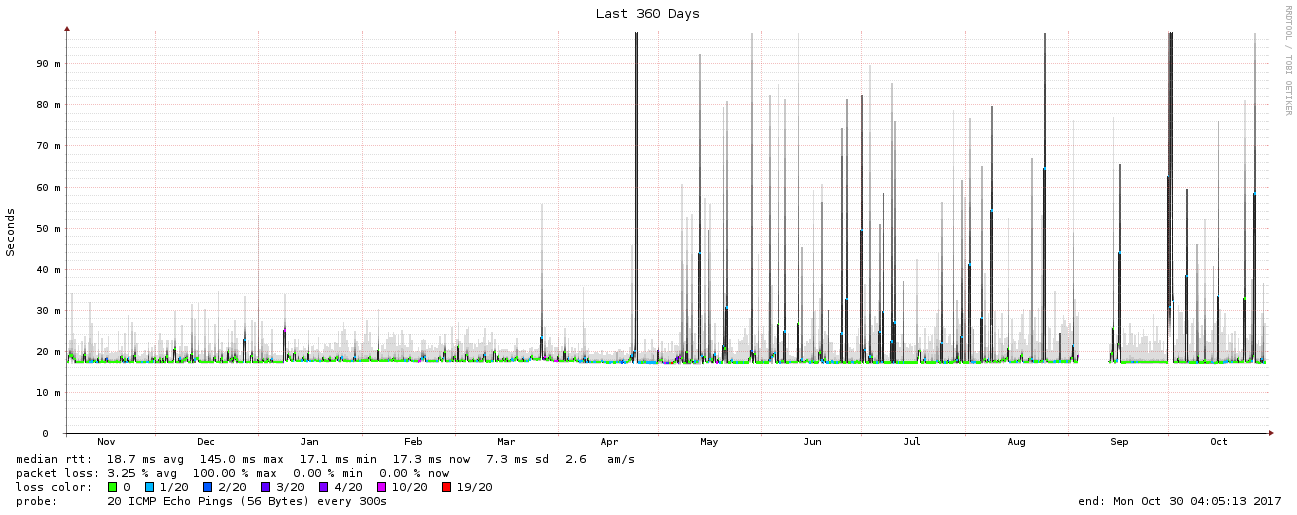 Last 360 Days
RRDTOOL / TOBI OETIKER
Seconds
90 m
80 m
70 m
60 m
50 m
40 m
30 m
20 m
10 m
0
Nov Dec Jan Feb Mar Apr May Jun Jul Aug Sep Oct
median rtt: 18.7 ms avg 145.0 ms max 17.1 ms min 17.3 ms now 7.3 ms sd 2.6 am/s
packet loss: 3.25 % avg 100.00 % max 0.00 % min 0.00 % now
loss color: 0 1/20 2/20 3/20 4/20 10/20 19/20
probe: 20 ICMP Echo Pings (56 Bytes) every 300s
end: Mon Oct 30 04:05:13 2017